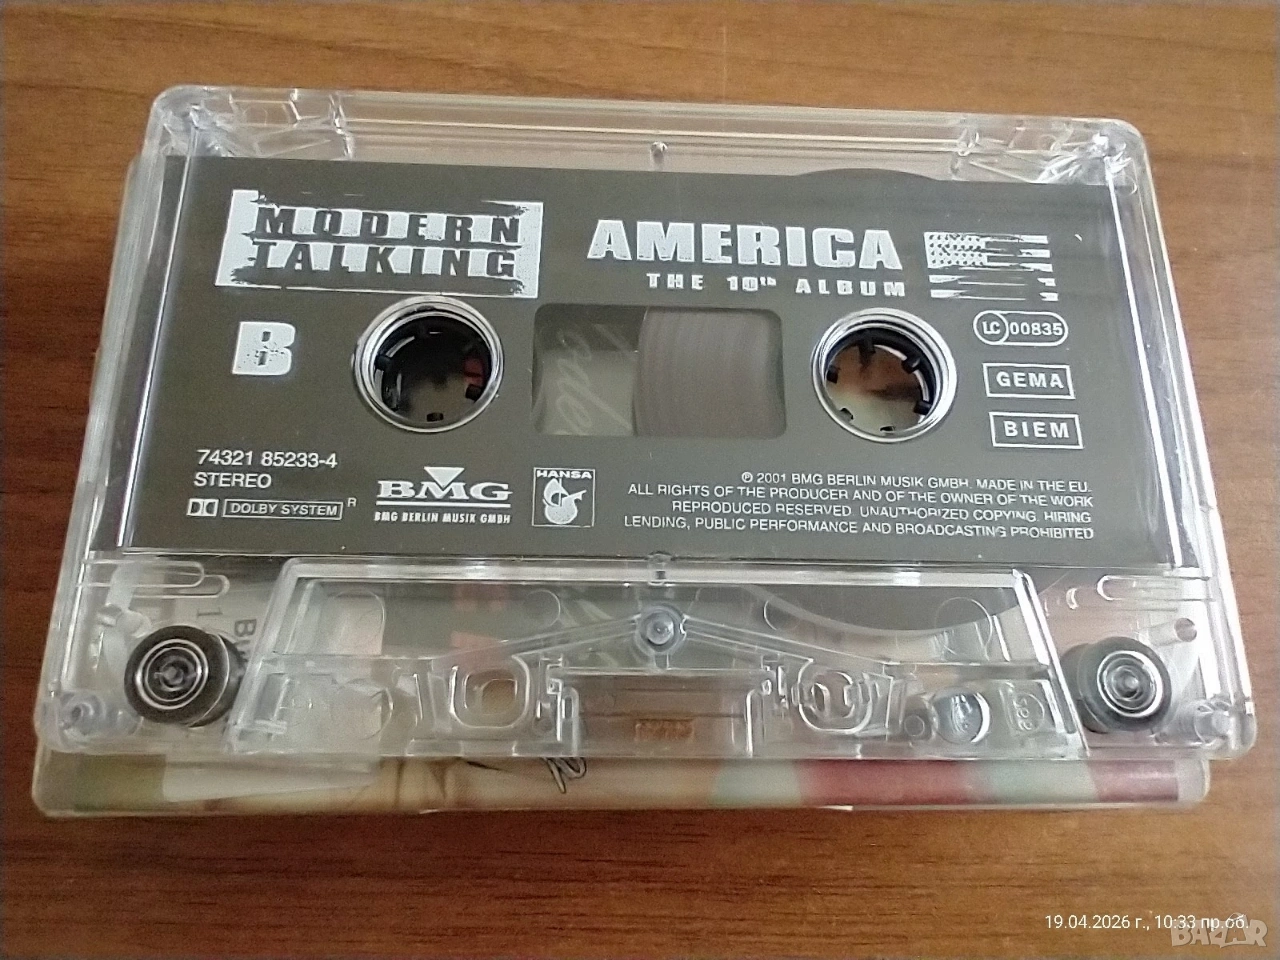 MODERN
TALKING
AMERICA
THE 10th ALBUM
B
LC 00835
GEMA
BIEM
74321 85233-4
STEREO
DOLBY SYSTEM R
BMG
BMG BERLIN MUSIK GMBH
HANSA
℗ 2001 BMG BERLIN MUSIK GMBH. MADE IN THE EU.
ALL RIGHTS OF THE PRODUCER AND OF THE OWNER OF THE WORK
REPRODUCED RESERVED. UNAUTHORIZED COPYING, HIRING
LENDING, PUBLIC PERFORMANCE AND BROADCASTING PROHIBITED
19.04.2026 г., 10:33 пр.об.
BAZAR